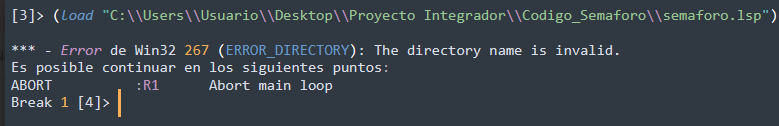 [3]> (load "C:\\Users\\Usuario\\Desktop\\Proyecto Integrador\\Codigo_Semaforo\\semaforo.lsp")
*** - Error de Win32 267 (ERROR_DIRECTORY): The directory name is invalid.
Es posible continuar en los siguientes puntos:
ABORT          :R1      Abort main loop
Break 1 [4]>